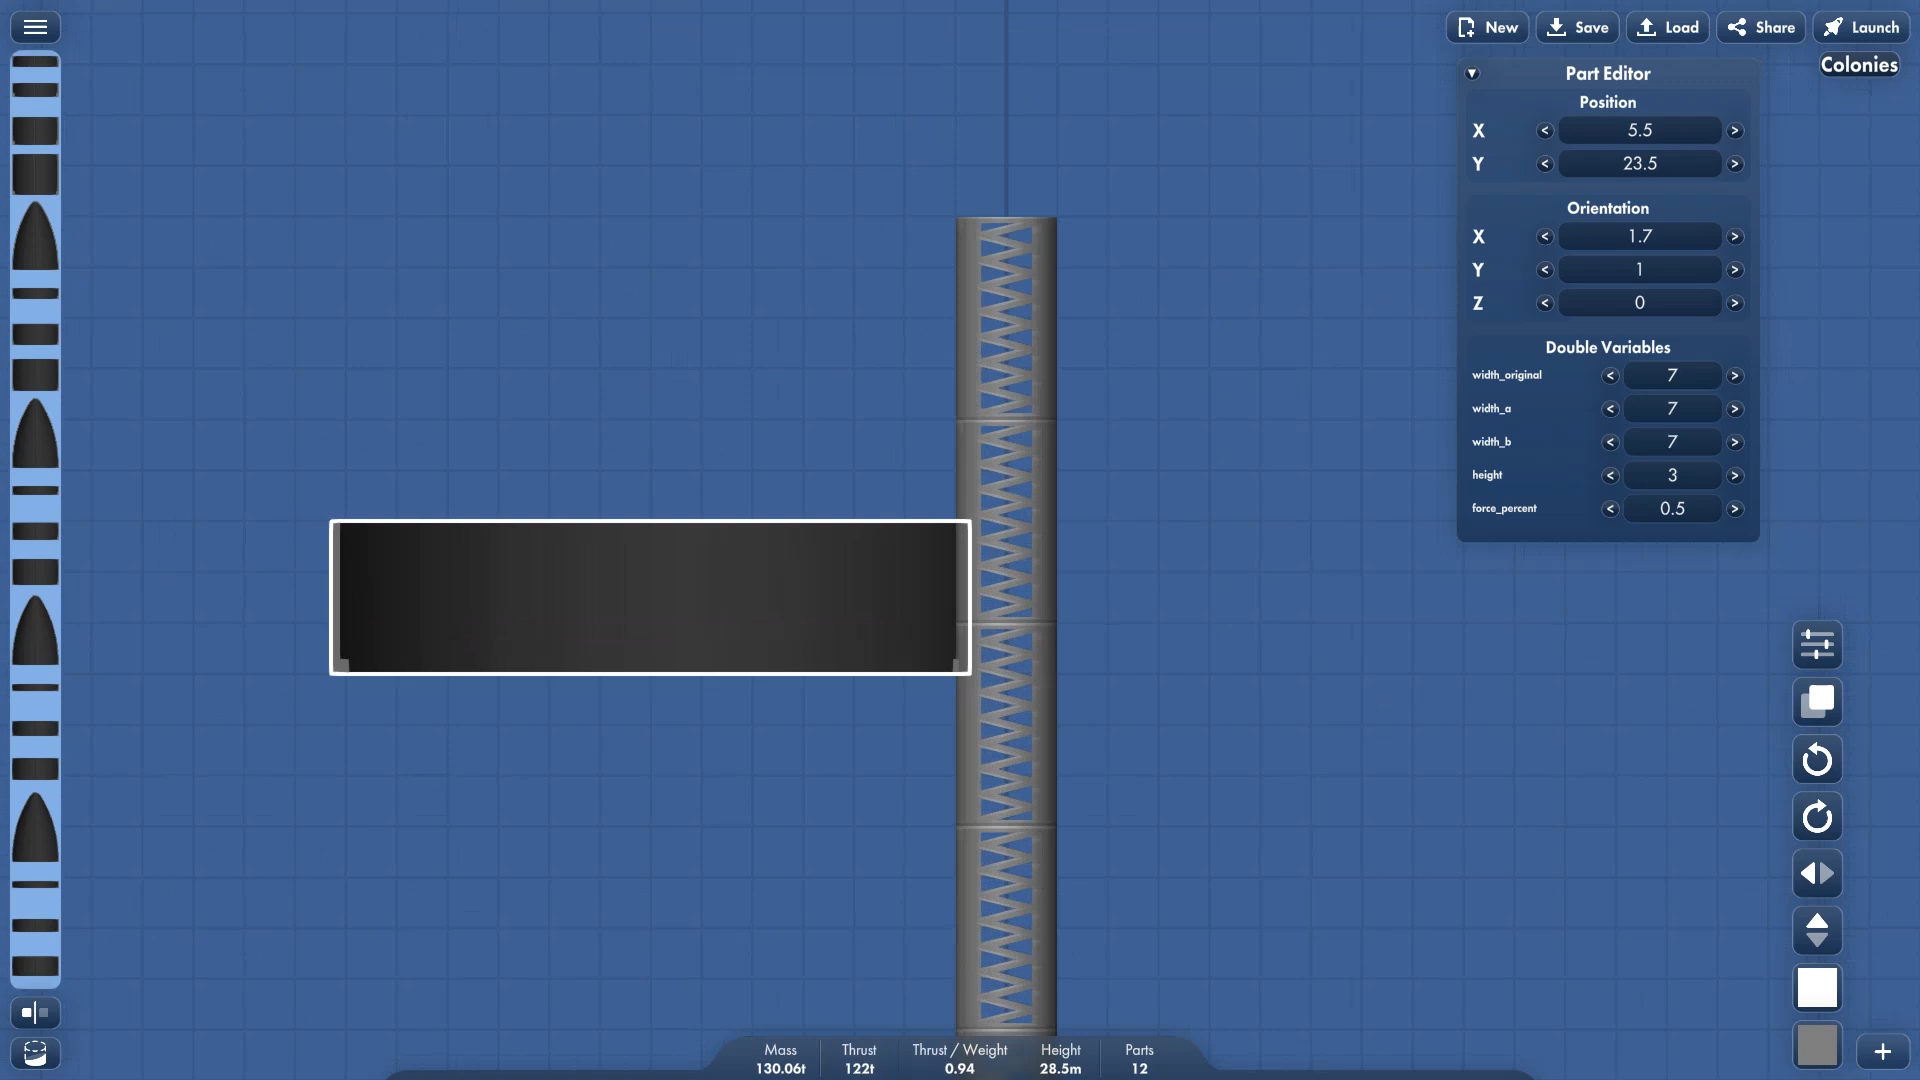 New
Save
Load
Share
Launch
Colonies
Part Editor
Position
X < 5.5 >
Y < 23.5 >
Orientation
X < 1.7 >
Y < 1 >
Z < 0 >
Double Variables
width_original < 7 >
width_a < 7 >
width_b < 7 >
height < 3 >
force_percent < 0.5 >
Mass Thrust Thrust / Weight Height Parts
130.06t 122t 0.94 28.5m 12